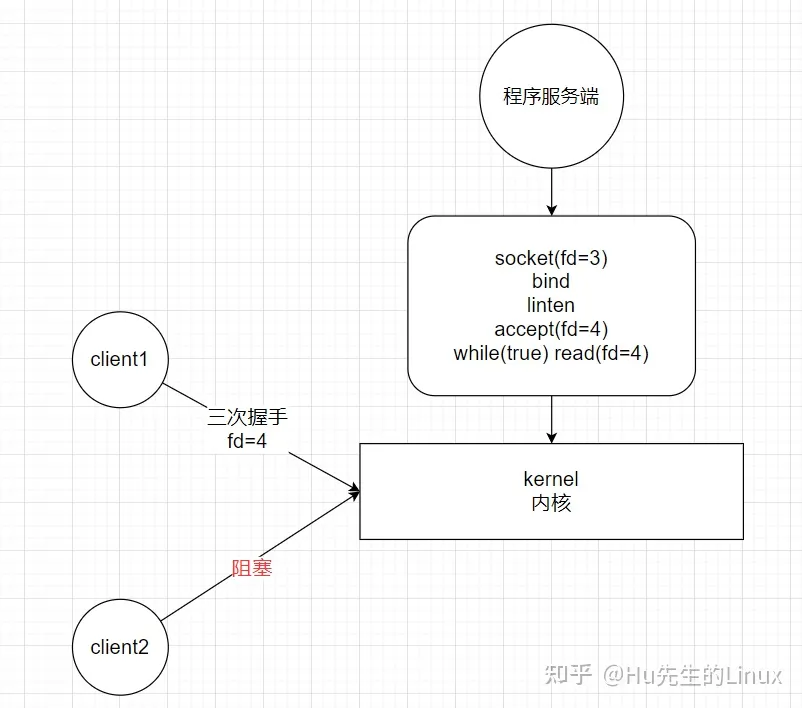 程序服务端
socket(fd=3)
bind
linten
accept(fd=4)
while(true) read(fd=4)
client1
三次握手
fd=4
kernel
内核
阻塞
client2
知乎 @Hu先生的Linux